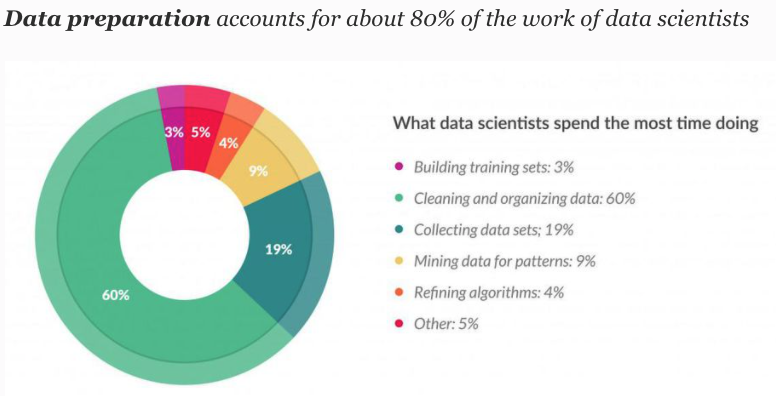 Data preparation accounts for about 80% of the work of data scientists
3%
5%
4%
9%
19%
60%
What data scientists spend the most time doing
Building training sets: 3%
Cleaning and organizing data: 60%
Collecting data sets; 19%
Mining data for patterns: 9%
Refining algorithms: 4%
Other: 5%